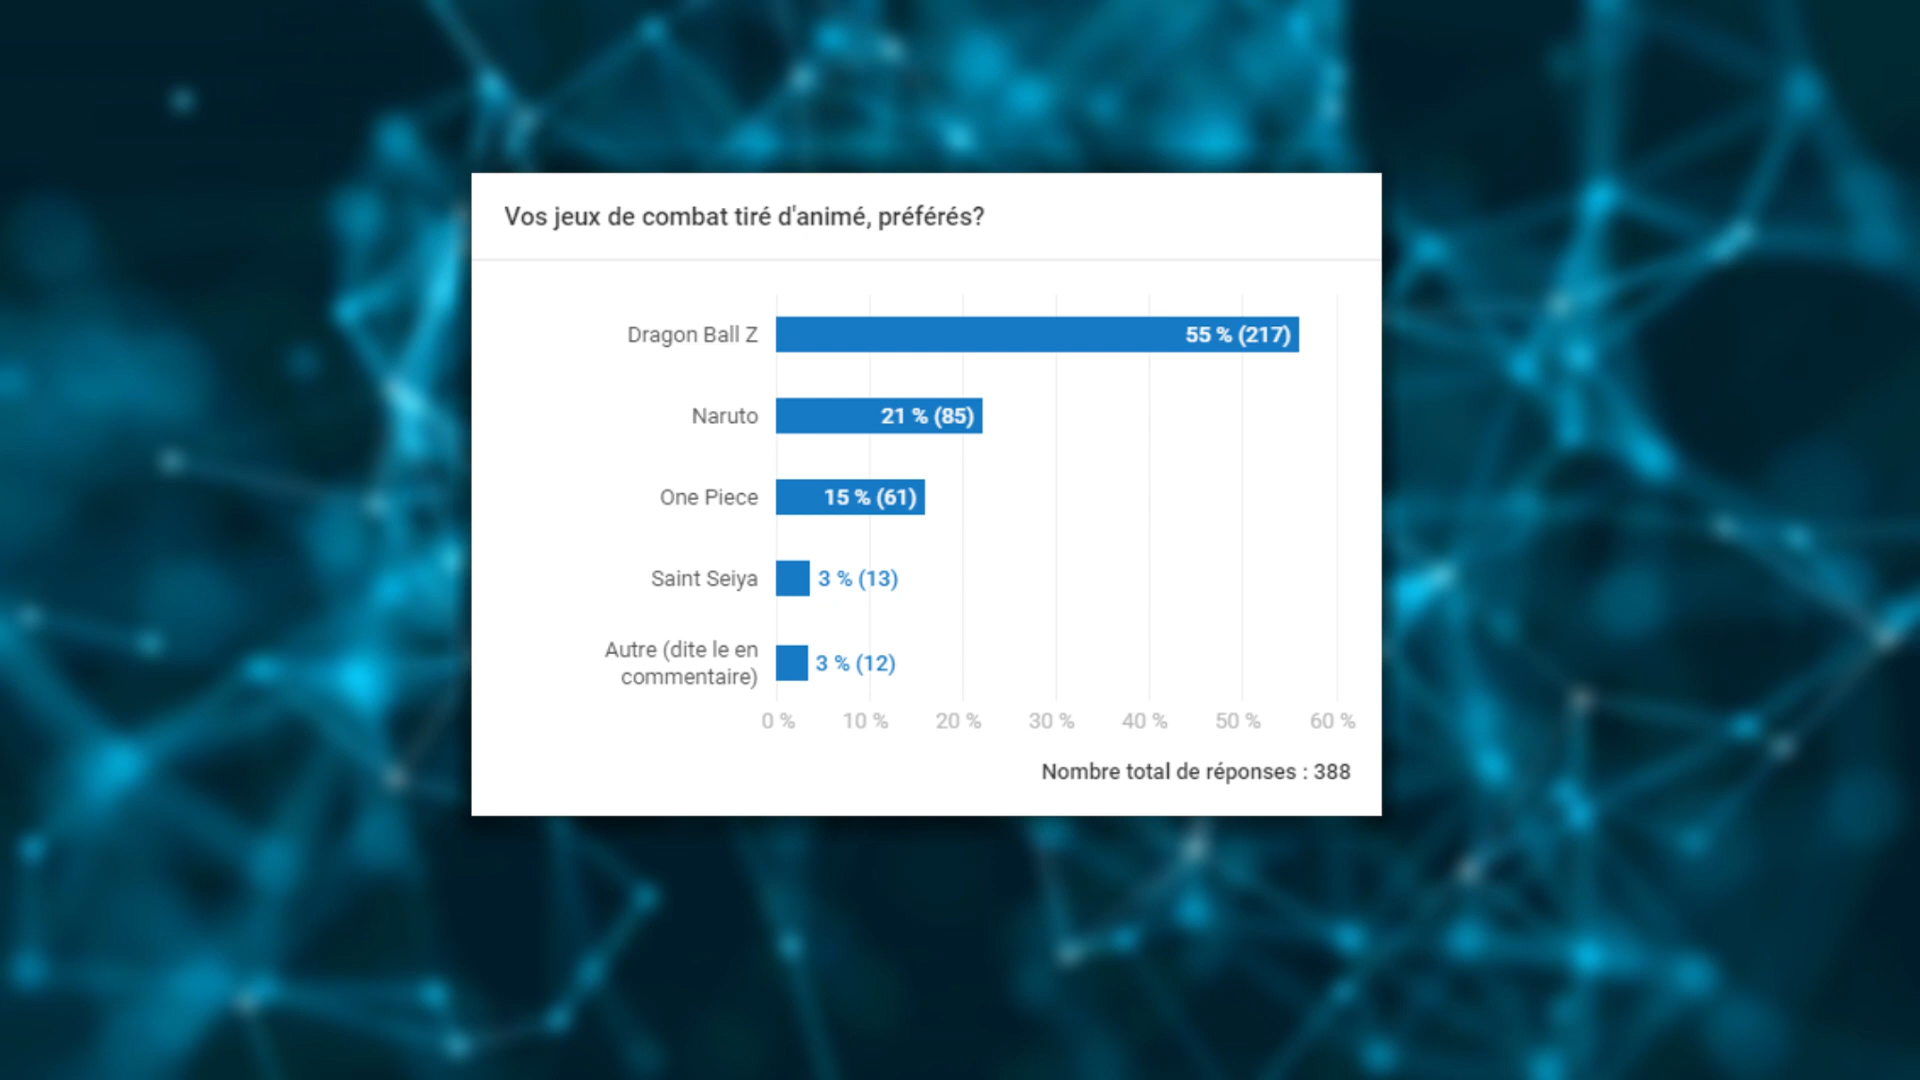 Vos jeux de combat tiré d'animé, préférés?
Dragon Ball Z
55 % (217)
Naruto
21 % (85)
One Piece
15 % (61)
Saint Seiya
3 % (13)
Autre (dite le en
commentaire)
3 % (12)
0 % 10 % 20 % 30 % 40 % 50 % 60 %
Nombre total de réponses : 388